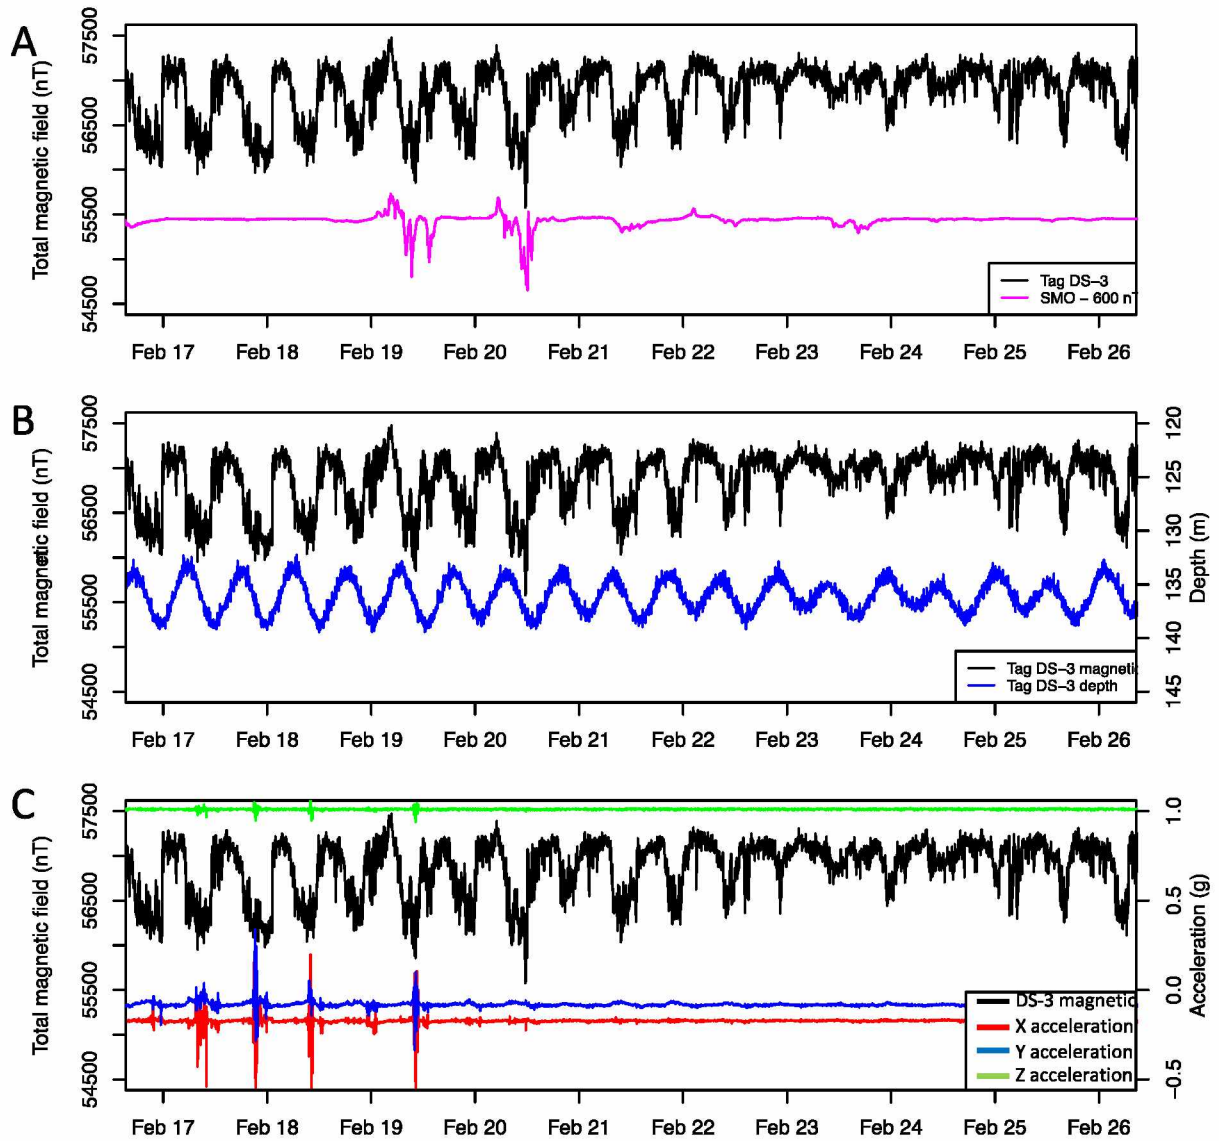 A
Total magnetic field (nT)
57500
56500
55500
54500
Tag DS–3
SMO – 600 nT
Feb 17 Feb 18 Feb 19 Feb 20 Feb 21 Feb 22 Feb 23 Feb 24 Feb 25 Feb 26
B
Total magnetic field (nT)
57500
56500
55500
54500
120
125
130
135
140
145
Depth (m)
Tag DS–3 magnetic
Tag DS–3 depth
Feb 17 Feb 18 Feb 19 Feb 20 Feb 21 Feb 22 Feb 23 Feb 24 Feb 25 Feb 26
C
Total magnetic field (nT)
57500
56500
55500
54500
1.0
0.5
0.0
–0.5
Acceleration (g)
DS-3 magnetic
X acceleration
Y acceleration
Z acceleration
Feb 17 Feb 18 Feb 19 Feb 20 Feb 21 Feb 22 Feb 23 Feb 24 Feb 25 Feb 26